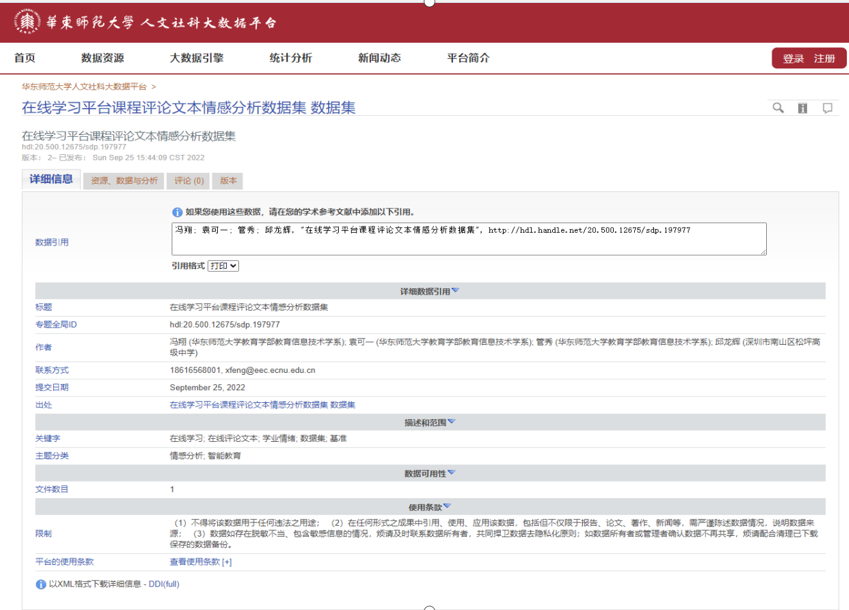 華東師範大學 人文社科大数据平台
首页 数据资源 大数据引擎 统计分析 新闻动态 平台简介 登录 注册
华东师范大学人文社科大数据平台 >
在线学习平台课程评论文本情感分析数据集 数据集
在线学习平台课程评论文本情感分析数据集
hdl:20.500.12675/sdp.197977
版本： 2– 已发布： Sun Sep 25 15:44:09 CST 2022
详细信息 资源、数据与分析 评论 (0) 版本
如果您使用这些数据，请在您的学术参考文献中添加以下引用。
数据引用
冯翔; 袁可一; 管秀; 邱龙辉, "在线学习平台课程评论文本情感分析数据集", http://hdl.handle.net/20.500.12675/sdp.197977
引用格式 打印
详细数据引用
标题 在线学习平台课程评论文本情感分析数据集
专题全局ID hdl:20.500.12675/sdp.197977
作者 冯翔 (华东师范大学教育学部教育信息技术学系); 袁可一 (华东师范大学教育学部教育信息技术学系); 管秀 (华东师范大学教育学部教育信息技术学系); 邱龙辉 (深圳市南山区松坪高
级中学)
联系方式 18616568001, xfeng@eec.ecnu.edu.cn
提交日期 September 25, 2022
出处 在线学习平台课程评论文本情感分析数据集 数据集
描述和范围
关键字 在线学习; 在线评论文本; 学业情绪; 数据集; 基准
主题分类 情感分析; 智能教育
数据可用性
文件数目 1
使用条款
限制
（1）不得将该数据用于任何违法之用途； （2）在任何形式之成果中引用、使用、应用该数据，包括但不仅限于报告、论文、著作、新闻等，需严谨陈述数据情况，说明数据来
源； （3）数据如存在脱敏不当、包含敏感信息的情况，烦请及时联系数据所有者，共同捍卫数据去隐私化原则；如数据所有者或管理者确认数据不再共享，烦请配合清理已下载
保存的数据备份。
平台的使用条款 查看使用条款 [+]
以XML格式下载详细信息 - DDI(full)